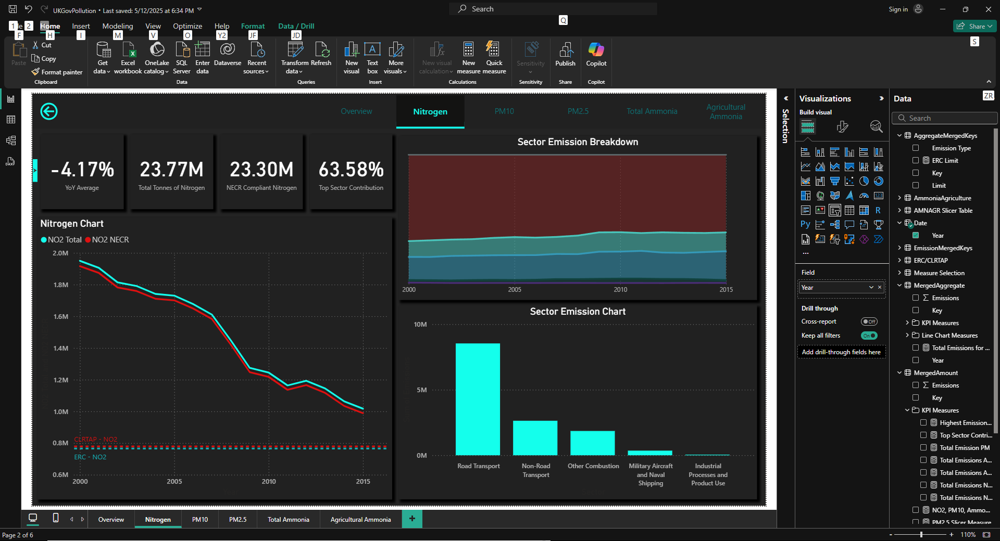 UKGovPollution • Last saved: 5/12/2025 at 6:34 PM
Search
Sign in
1 le 2 Home Insert Modeling View Optimize Help Format Data / Drill
Q
Share
F H I M V O Y2 JF JD
S
Paste
Cut
Copy
Format painter
Clipboard
Get data
Excel workbook
OneLake catalog
SQL Server
Enter data
Dataverse
Recent sources
Data
Transform data
Refresh
Queries
New visual
Text box
More visuals
Insert
New visual calculation
New measure
Quick measure
Calculations
Sensitivity
Sensitivity
Publish
Share
Copilot
Copilot
Overview
Nitrogen
PM10
PM2.5
Total Ammonia
Agricultural
Ammonia
-4.17%
YoY Average
23.77M
Total Tonnes of Nitrogen
23.30M
NECR Compliant Nitrogen
63.58%
Top Sector Contribution
Nitrogen Chart
NO2 Total NO2 NECR
2.0M
1.8M
1.6M
1.4M
1.2M
1.0M
0.8M
0.6M
CLRTAP - NO2
ERC - NO2
2000 2005 2010 2015
Sector Emission Breakdown
2000 2005 2010 2015
Sector Emission Chart
10M
5M
0M
Road Transport
Non-Road
Transport
Other Combustion
Military Aircraft
and Naval
Shipping
Industrial
Processes and
Product Use
Selection
Visualizations
Build visual
123
R
Py
123
...
Field
Year
Drill through
Cross-report Off
Keep all filters On
Add drill-through fields here
Data
ZR
Search
AggregateMergedKeys
Emission Type
ERC Limit
Key
Limit
AmmoniaAgriculture
AMNAGR Slicer Table
Date
Year
EmissionMergedKeys
ERC/CLRTAP
Measure Selection
MergedAggregate
Emissions
Key
KPI Measures
Line Chart Measures
Total Emissions for ...
Year
MergedAmount
Emissions
Key
KPI Measures
Highest Emission...
Top Sector Contri...
Total Emission PM
Total Emissions A...
Total Emissions A...
Total Emissions N...
Total Emissions N...
NO2, PM10, Ammo...
PM2.5 Slicer Measure
Overview Nitrogen PM10 PM2.5 Total Ammonia Agricultural Ammonia +
Page 2 of 6
- + 110%